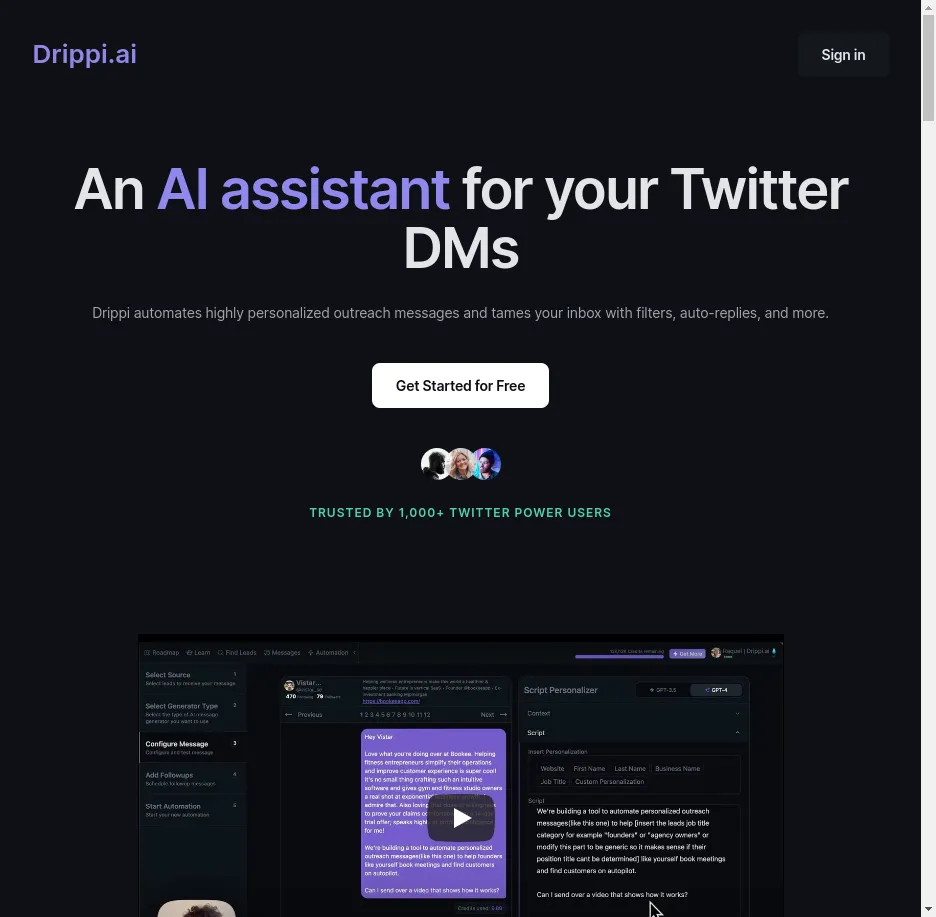 Drippi.ai
Sign in
An AI assistant for your Twitter
DMs
Drippi automates highly personalized outreach messages and tames your inbox with filters, auto-replies, and more.
Get Started for Free
TRUSTED BY 1,000+ TWITTER POWER USERS
Roadmap Learn Find Leads Messages Automation
Get More
Select Source 1
Select leads to receive your message
Select Generator Type 2
Select the type of AI message
generator you want to use
Configure Message 3
Configure and test message
Add Followups 4
Schedule followup messages
Start Automation 5
Start your new automation
Vistar...
470 79
https://bookeeapp.com/
Previous 1 2 3 4 5 6 7 8 9 10 11 12 Next
Hey Vistar
Love what you're doing over at Bookee. Helping
fitness entrepreneurs simplify their operations
and improve customer experience is super cool!
It's no small thing crafting such an intuitive
software and gives gym and fitness studio owners
a real shot at exponential
admire that. Also loving
to prove your claims
trial offer; speaks
for me!
We're building a tool to automate personalized
outreach messages(like this one) to help founders
like yourself book meetings and find customers
on autopilot.
Can I send over a video that shows how it works?
Credits used:
Script Personalizer
GPT-3.5 GPT-4
Context
Script
Insert Personalization
Website First Name Last Name Business Name
Job Title Custom Personalization
Script
We're building a tool to automate personalized outreach
messages(like this one) to help [insert the leads job title
category for example "founders" or "agency owners" or
modify this part to be generic so it makes sense if their
position title cant be determined] like yourself book meetings
and find customers on autopilot.
Can I send over a video that shows how it works?